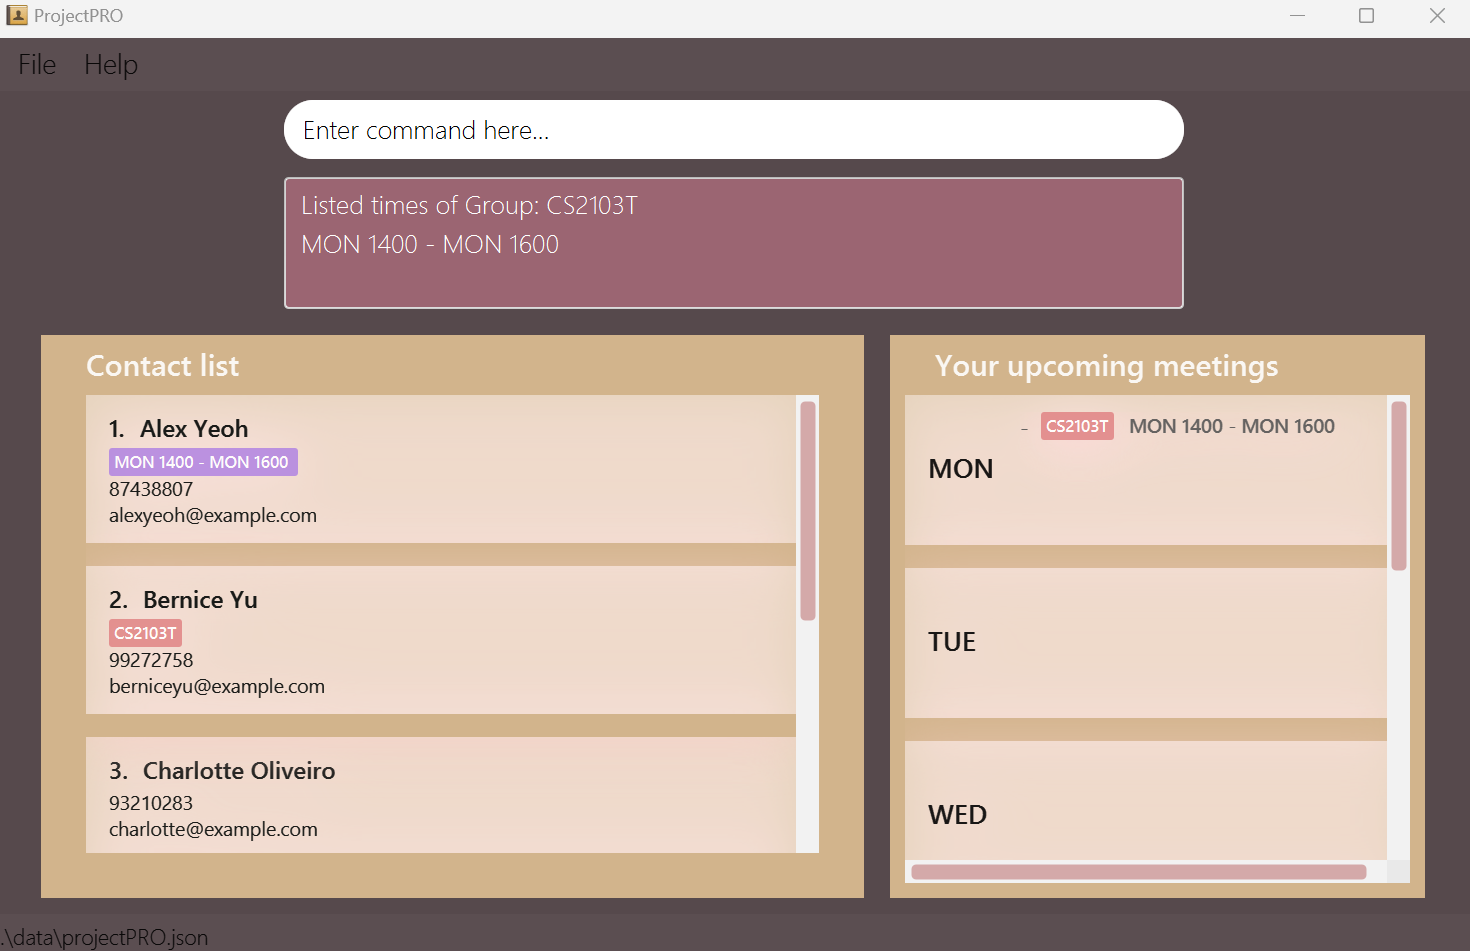 ProjectPRO
File Help
Enter command here...
Listed times of Group: CS2103T
MON 1400 - MON 1600
Contact list
1. Alex Yeoh
MON 1400 - MON 1600
87438807
alexyeoh@example.com
2. Bernice Yu
CS2103T
99272758
berniceyu@example.com
3. Charlotte Oliveiro
93210283
charlotte@example.com
Your upcoming meetings
- CS2103T MON 1400 - MON 1600
MON
TUE
WED
.\data\projectPRO.json